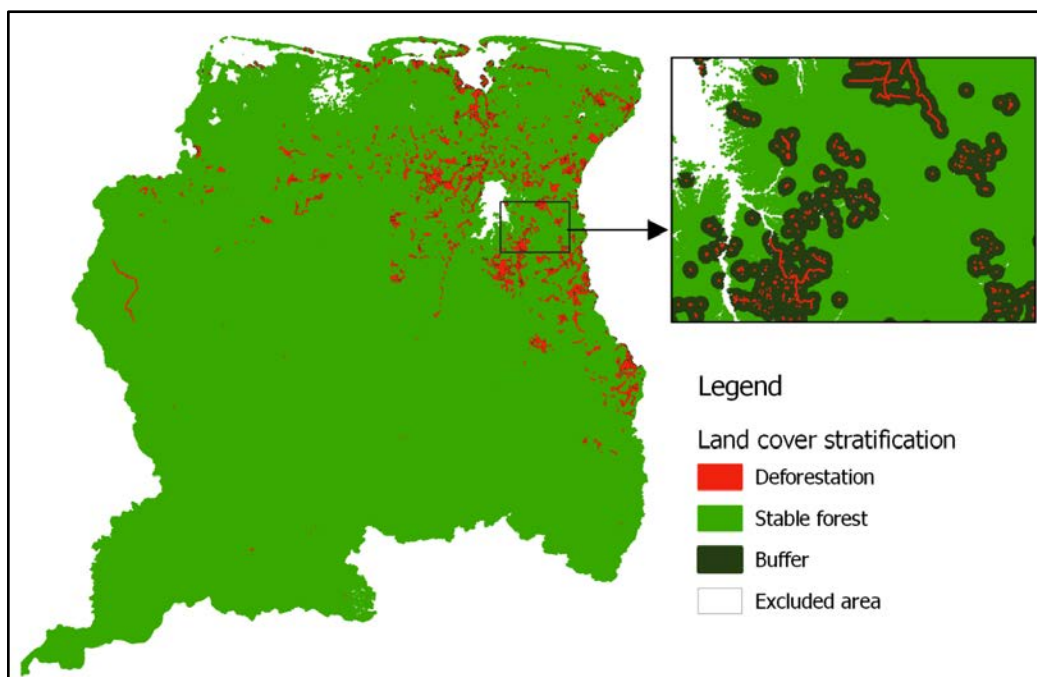 Legend
Land cover stratification
Deforestation
Stable forest
Buffer
Excluded area